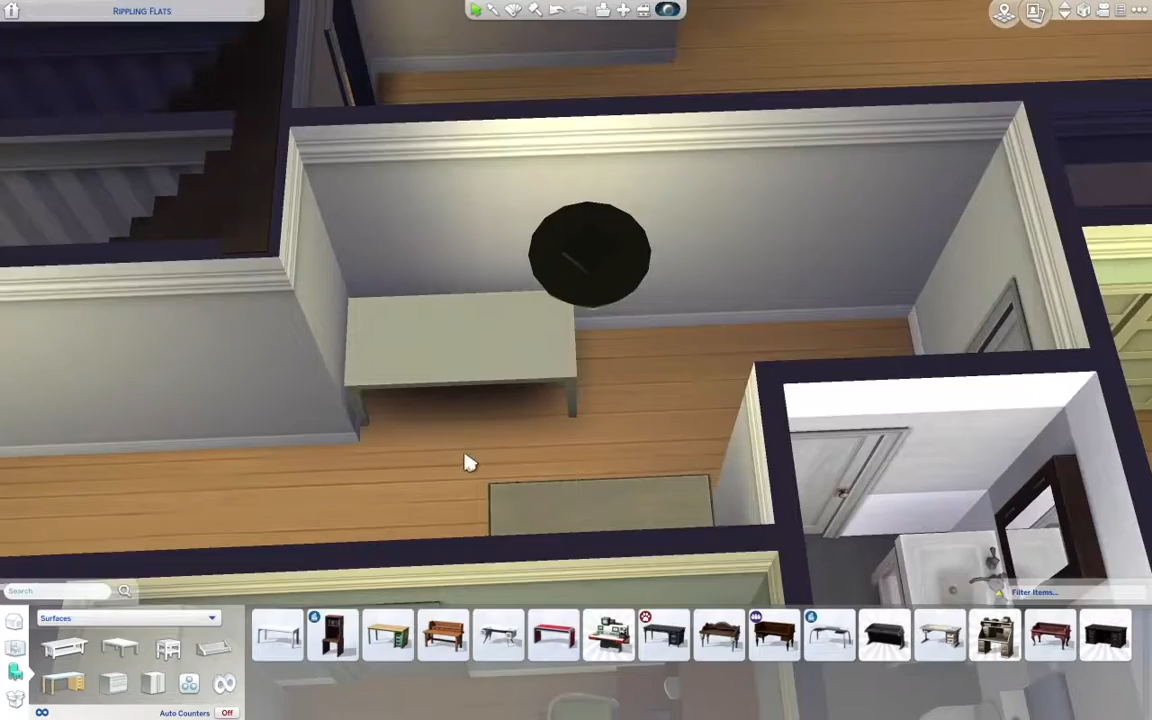 RIPPLING FLATS
Search
Filter Items...
Surfaces
Auto Counters Off